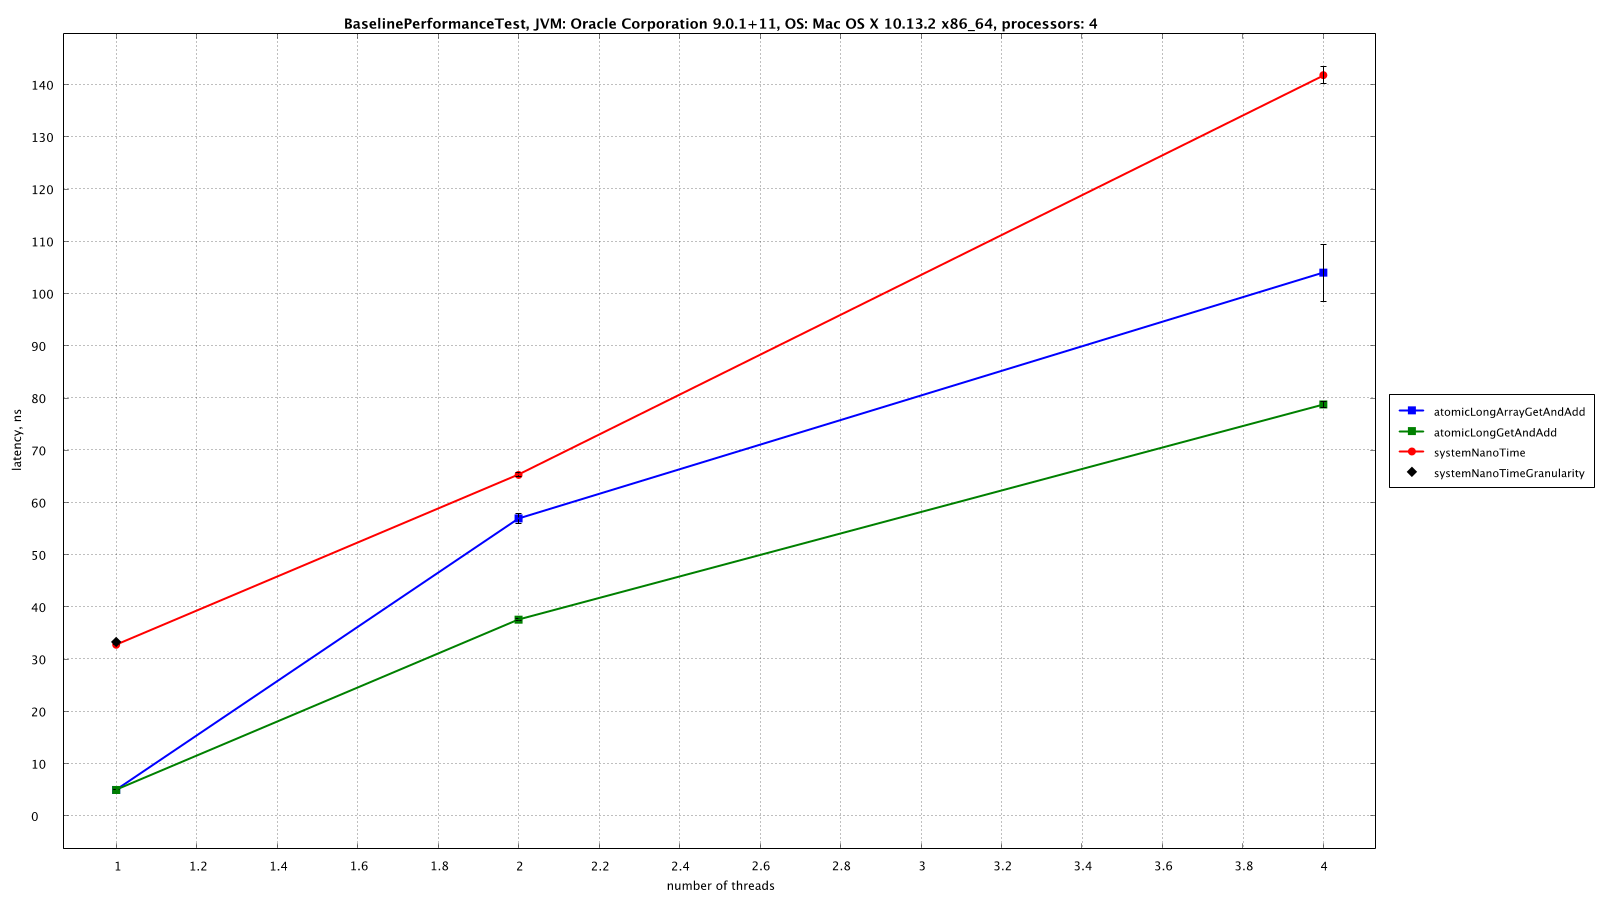 BaselinePerformanceTest, JVM: Oracle Corporation 9.0.1+11, OS: Mac OS X 10.13.2 x86_64, processors: 4
140
130
120
110
100
90
80
70
60
50
40
30
20
10
0
latency, ns
1 1.2 1.4 1.6 1.8 2 2.2 2.4 2.6 2.8 3 3.2 3.4 3.6 3.8 4
number of threads
atomicLongArrayGetAndAdd
atomicLongGetAndAdd
systemNanoTime
systemNanoTimeGranularity